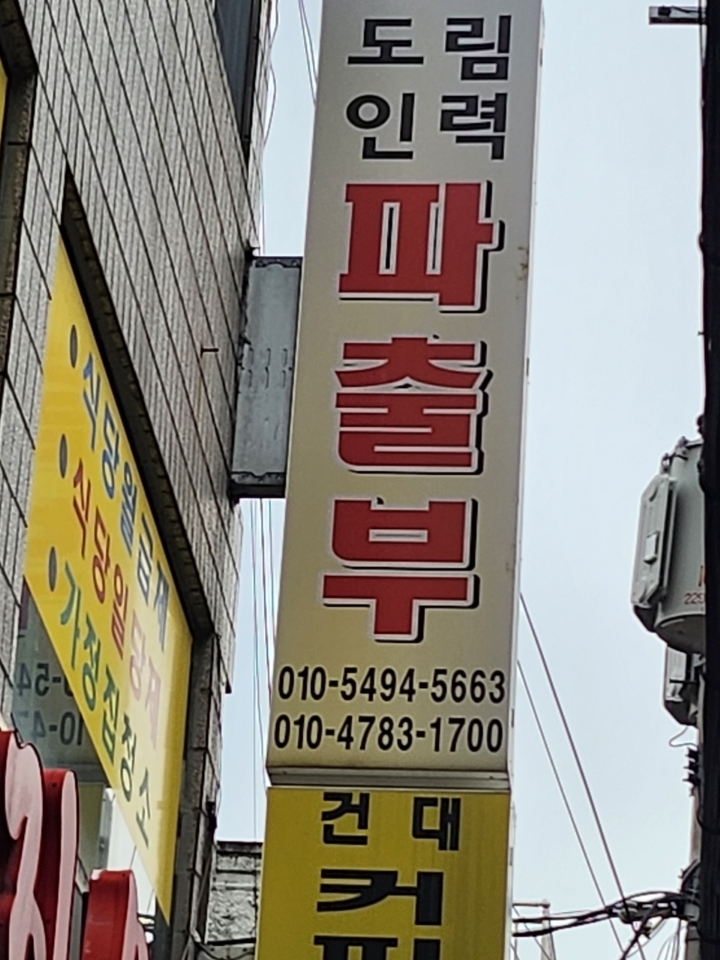 도림
인력
파출부
010-5494-5663
010-4783-1700
건대
커
식당월급제
식당일당제
가정집청소